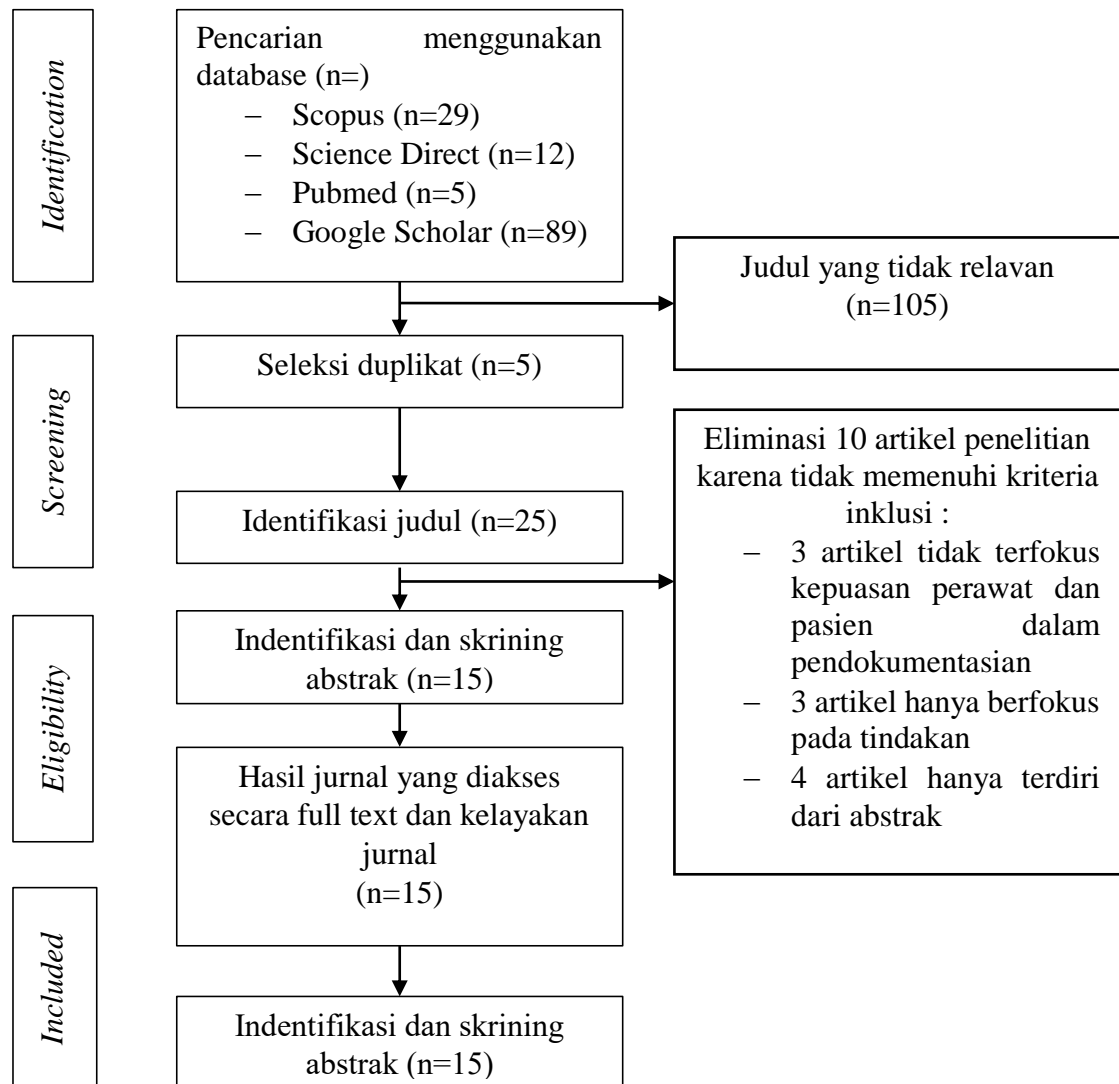 Identification
Pencarian menggunakan
database (n=)
– Scopus (n=29)
– Science Direct (n=12)
– Pubmed (n=5)
– Google Scholar (n=89)
Judul yang tidak relavan
(n=105)
Screening
Seleksi duplikat (n=5)
Identifikasi judul (n=25)
Eliminasi 10 artikel penelitian
karena tidak memenuhi kriteria
inklusi :
– 3 artikel tidak terfokus
kepuasan perawat dan
pasien dalam
pendokumentasian
– 3 artikel hanya berfokus
pada tindakan
– 4 artikel hanya terdiri
dari abstrak
Eligibility
Indentifikasi dan skrining
abstrak (n=15)
Hasil jurnal yang diakses
secara full text dan kelayakan
jurnal
(n=15)
Included
Indentifikasi dan skrining
abstrak (n=15)